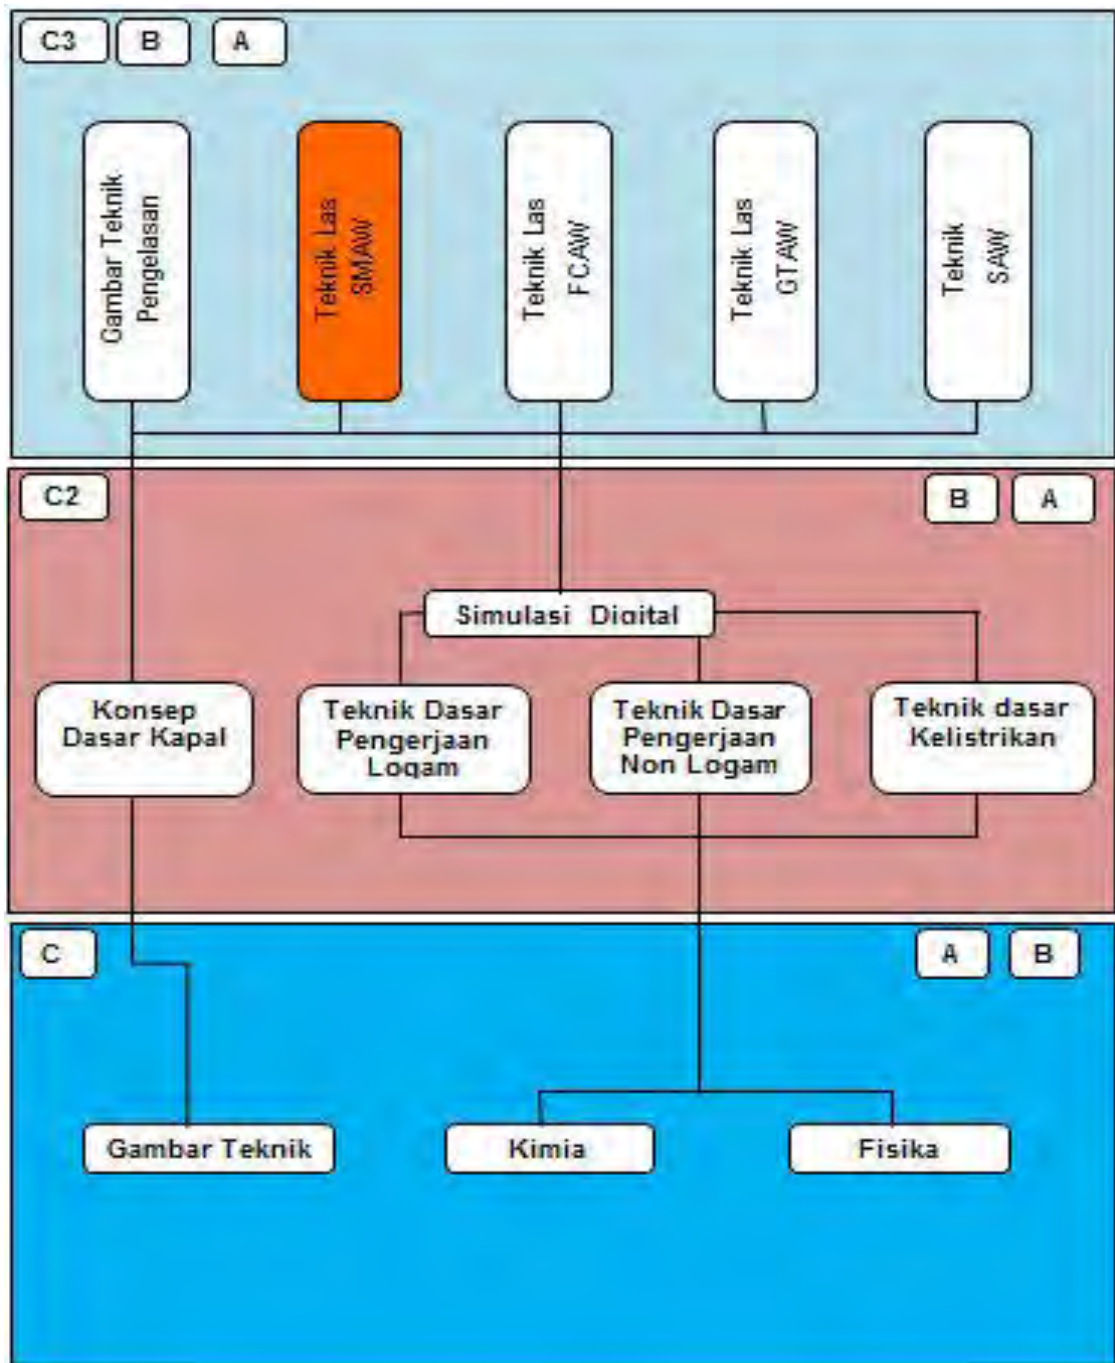 C3 B A
Gambar Teknik
Pengelasan
Teknik Las
SMAW
Teknik Las
FCAW
Teknik Las
GTAW
Teknik
SAW
C2
B A
Simulasi Digital
Konsep
Dasar Kapal
Teknik Dasar
Pengerjaan
Logam
Teknik Dasar
Pengerjaan
Non Logam
Teknik dasar
Kelistrikan
C
A B
Gambar Teknik
Kimia
Fisika